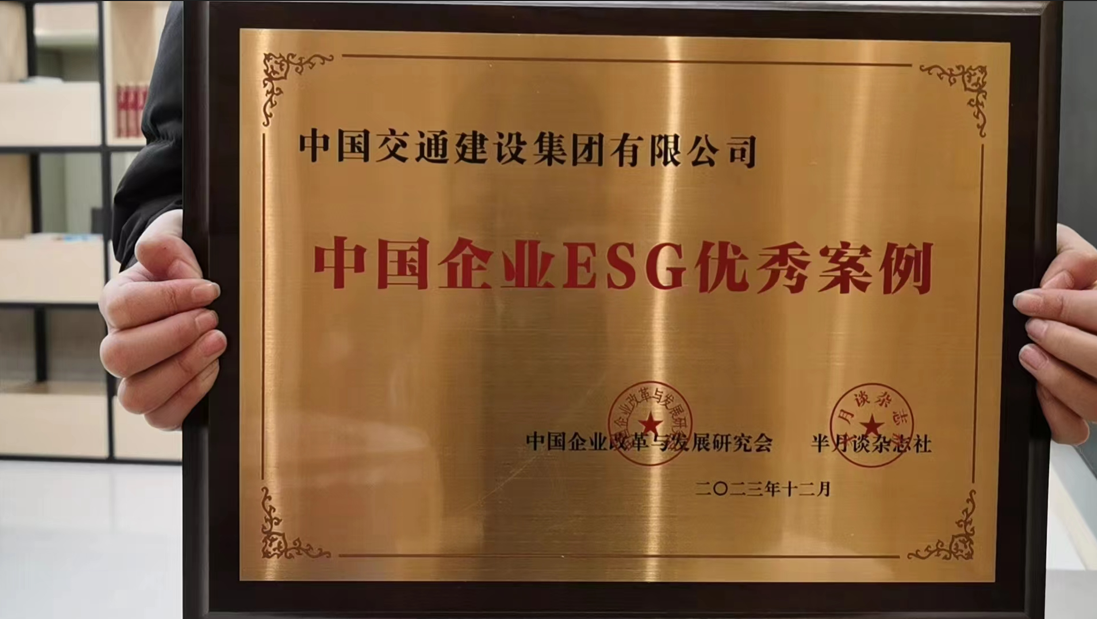 中国交通建设集团有限公司
中国企业ESG优秀案例
中国企业改革与发展研究会 半月谈杂志社
二〇二三年十二月